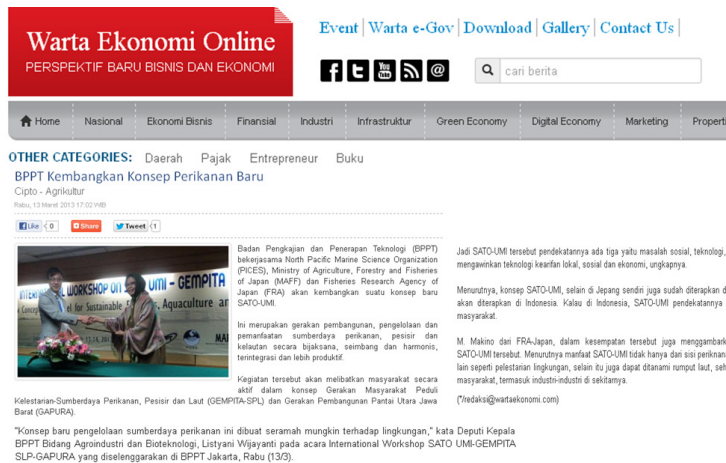 Warta Ekonomi Online
PERSPEKTIF BARU BISNIS DAN EKONOMI
Event | Warta e-Gov | Download | Gallery | Contact Us |
cari berita
Home Nasional Ekonomi Bisnis Finansial Industri Infrastruktur Green Economy Digital Economy Marketing Properti
OTHER CATEGORIES: Daerah Pajak Entrepreneur Buku
BPPT Kembangkan Konsep Perikanan Baru
Cipto - Agrikultur
Rabu, 13 Maret 2013 17:02 WIB
Like 0 Share Tweet 1
WORKSHOP ON UMI - GEMPITA
for Sustainable Aquaculture an
Badan Pengkajian dan Penerapan Teknologi (BPPT)
bekerjasama North Pacific Marine Science Organization
(PICES), Ministry of Agriculture, Forestry and Fisheries
of Japan (MAFF) dan Fisheries Research Agency of
Japan (FRA) akan kembangkan suatu konsep baru
SATO-UMI.
Ini merupakan gerakan pembangunan, pengelolaan dan
pemanfaatan sumberdaya perikanan, pesisir dan
kelautan secara bijaksana, seimbang dan harmonis,
terintegrasi dan lebih produktif.
Kegiatan tersebut akan melibatkan masyarakat secara
aktif dalam konsep Gerakan Masyarakat Peduli
Kelestarian-Sumberdaya Perikanan, Pesisir dan Laut (GEMPITA-SPL) dan Gerakan Pembangunan Pantai Utara Jawa
Barat (GAPURA).
"Konsep baru pengelolaan sumberdaya perikanan ini dibuat seramah mungkin terhadap lingkungan," kata Deputi Kepala
BPPT Bidang Agroindustri dan Bioteknologi, Listyani Wijayanti pada acara International Workshop SATO UMI-GEMPITA
SLP-GAPURA yang diselenggarakan di BPPT Jakarta, Rabu (13/3).
Jadi SATO-UMI tersebut pendekatannya ada tiga yaitu masalah sosial, teknologi,
mengawinkan teknologi kearifan lokal, sosial dan ekonomi, ungkapnya.
Menurutnya, konsep SATO-UMI, selain di Jepang sendiri juga sudah diterapkan d
akan diterapkan di Indonesia. Kalau di Indonesia, SATO-UMI pendekatannya
masyarakat.
M. Makino dari FRA-Japan, dalam kesempatan tersebut juga menggambark
SATO-UMI tersebut. Menurutnya manfaat SATO-UMI tidak hanya dari sisi perikana
lain seperti pelestarian lingkungan, selain itu juga dapat ditanami rumput laut, seh
masyarakat, termasuk industri-industri di sekitarnya.
(*/redaksi@wartaekonomi.com)